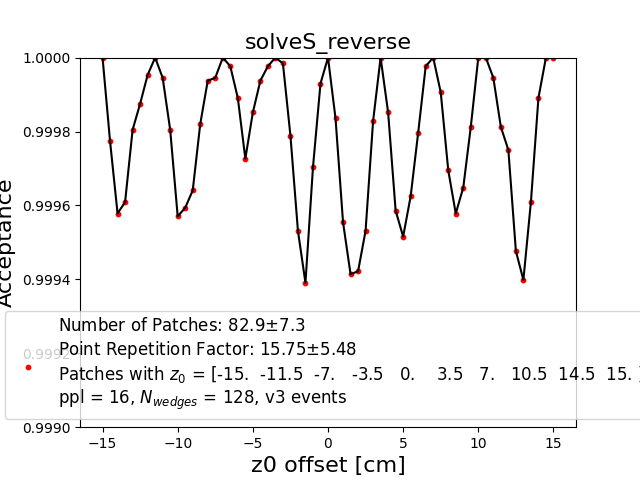 solveS_reverse
1.0000
0.9998
0.9996
0.9994
0.9992
0.9990
Acceptance
Number of Patches: 82.9±7.3
Point Repetition Factor: 15.75±5.48
Patches with z₀ = [-15. -11.5 -7. -3.5 0. 3.5 7. 10.5 14.5 15. ]
ppl = 16, N_wedges = 128, v3 events
−15 −10 −5 0 5 10 15
z0 offset [cm]